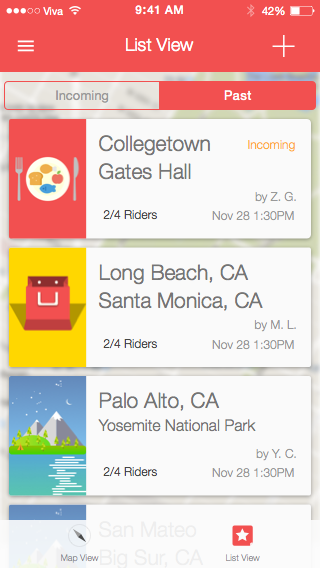 Viva 9:41 AM 42%
List View
Incoming Past
Collegetown Incoming
Gates Hall
by Z. G.
2/4 Riders Nov 28 1:30PM
Long Beach, CA
Santa Monica, CA
by M. L.
2/4 Riders Nov 28 1:30PM
Palo Alto, CA
Yosemite National Park
by Y. C.
2/4 Riders Nov 28 1:30PM
San Mateo
Big Sur, CA
Map View List View